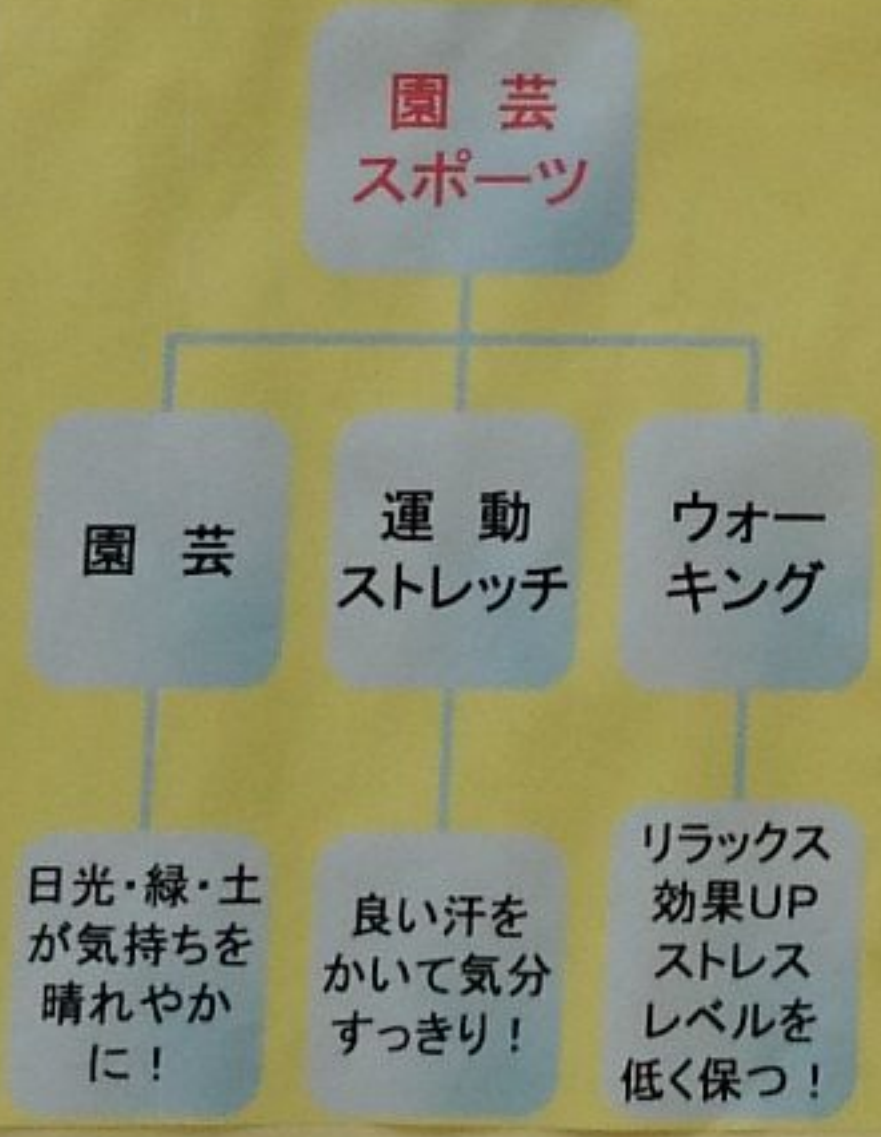 園 芸
スポーツ
園 芸
運 動
ストレッチ
ウォー
キング
日光・緑・土
が気持ちを
晴れやか
に！
良い汗を
かいて気分
すっきり！
リラックス
効果UP
ストレス
レベルを
低く保つ！